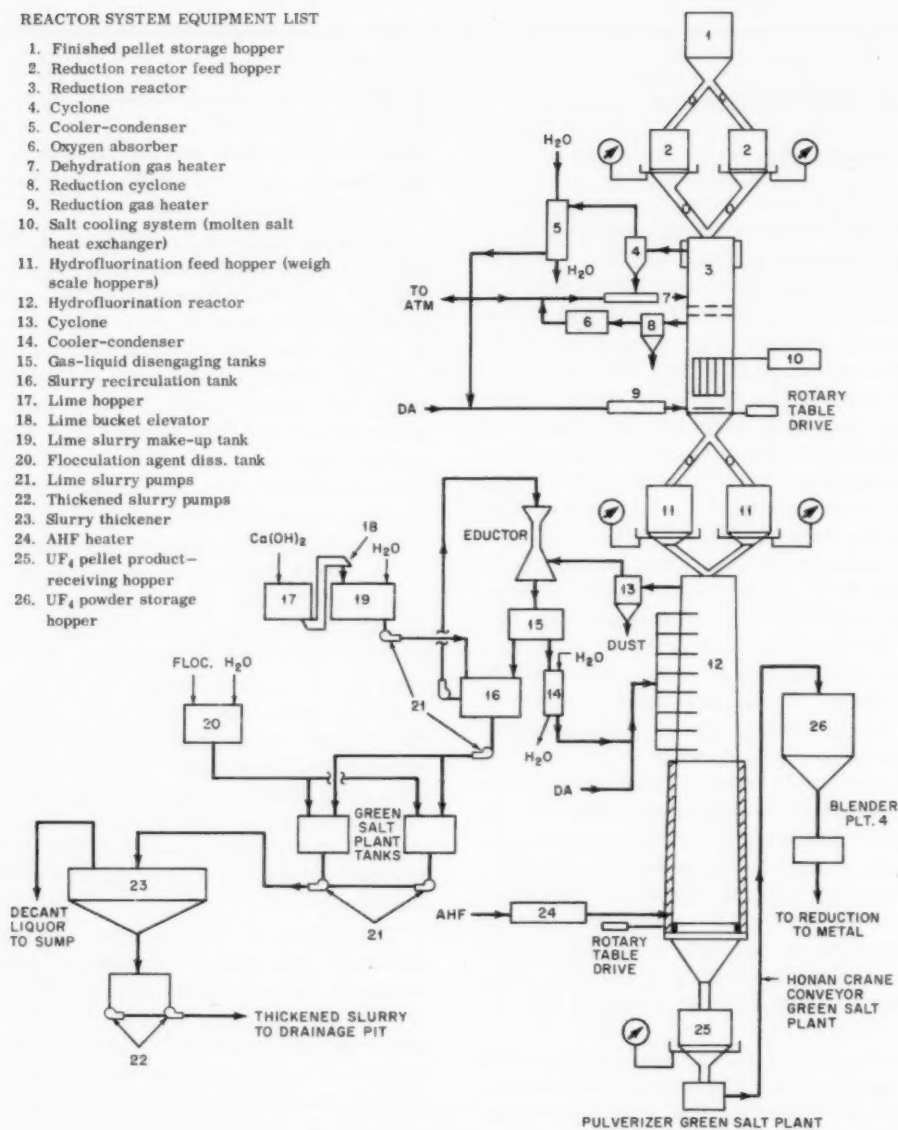 REACTOR SYSTEM EQUIPMENT LIST
1. Finished pellet storage hopper
2. Reduction reactor feed hopper
3. Reduction reactor
4. Cyclone
5. Cooler-condenser
6. Oxygen absorber
7. Dehydration gas heater
8. Reduction cyclone
9. Reduction gas heater
10. Salt cooling system (molten salt
heat exchanger)
11. Hydrofluorination feed hopper (weigh
scale hoppers)
12. Hydrofluorination reactor
13. Cyclone
14. Cooler-condenser
15. Gas-liquid disengaging tanks
16. Slurry recirculation tank
17. Lime hopper
18. Lime bucket elevator
19. Lime slurry make-up tank
20. Flocculation agent diss. tank
21. Lime slurry pumps
22. Thickened slurry pumps
23. Slurry thickener
24. AHF heater
25. UF₄ pellet product-
receiving hopper
26. UF₄ powder storage
hopper
1
2
2
H₂O
5
4
3
H₂O
TO
ATM
7
6
8
10
9
DA
ROTARY
TABLE
DRIVE
11
11
EDUCTOR
18
Ca(OH)₂
H₂O
17
19
13
15
DUST
12
H₂O
FLOC. H₂O
16
14
21
20
26
H₂O
DA
BLENDER
PLT. 4
GREEN
SALT
PLANT
TANKS
23
DECANT
LIQUOR
TO SUMP
21
AHF
24
TO REDUCTION
TO METAL
ROTARY
TABLE
DRIVE
HONAN CRANE
CONVEYOR
GREEN SALT
PLANT
THICKENED SLURRY
TO DRAINAGE PIT
22
25
PULVERIZER GREEN SALT PLANT